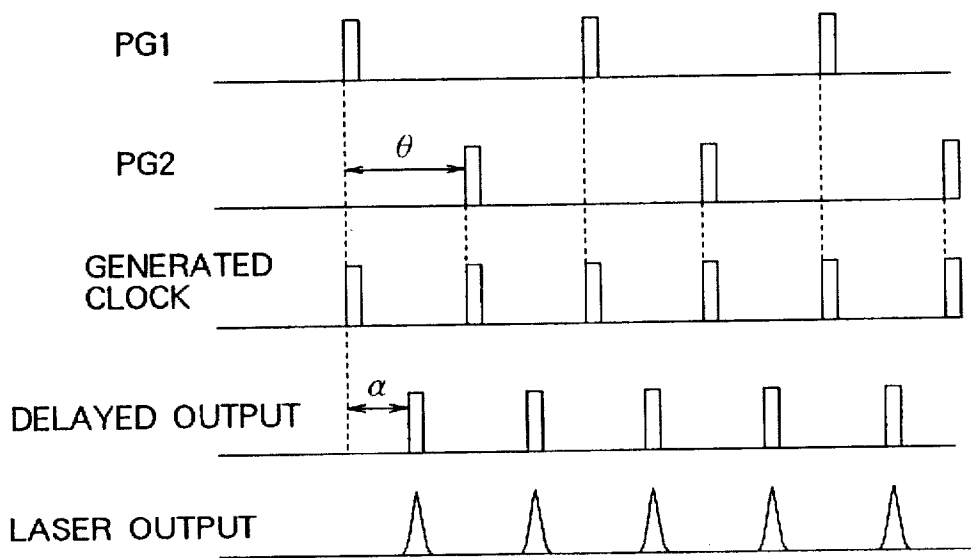 PG1
PG2
θ
GENERATED
CLOCK
α
DELAYED OUTPUT
LASER OUTPUT